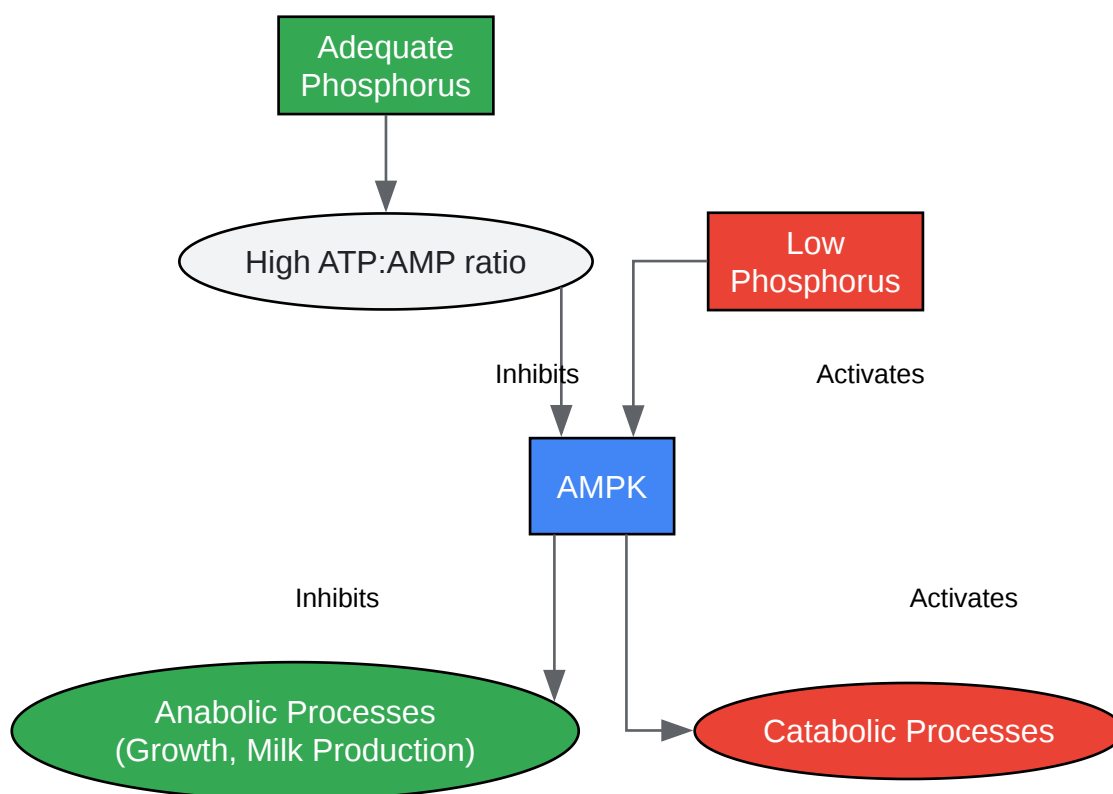 Adequate
Phosphorus
High ATP:AMP ratio
Low
Phosphorus
Inhibits
Activates
AMPK
Inhibits
Activates
Anabolic Processes
(Growth, Milk Production)
Catabolic Processes